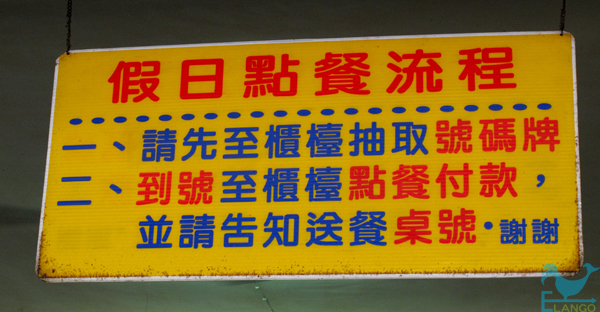 假日點餐流程
一、請先至櫃檯抽取號碼牌
二、到號至櫃檯點餐付款，
並請告知送餐桌號‧謝謝
ELANGO